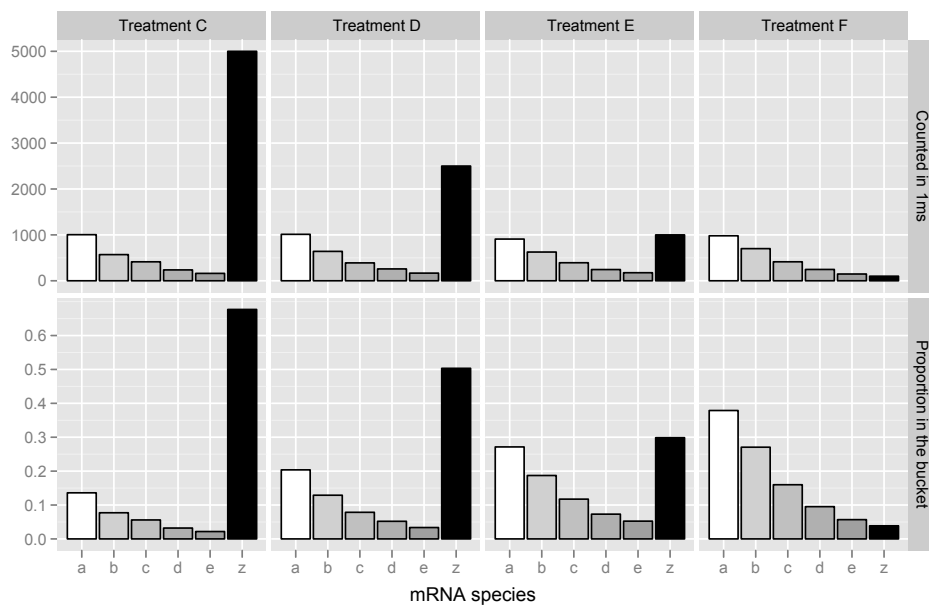 Treatment C Treatment D Treatment E Treatment F
5000
4000
3000
2000
1000
0
Counted in 1ms
0.6
0.5
0.4
0.3
0.2
0.1
0.0
Proportion in the bucket
a b c d e z a b c d e z a b c d e z a b c d e z
mRNA species